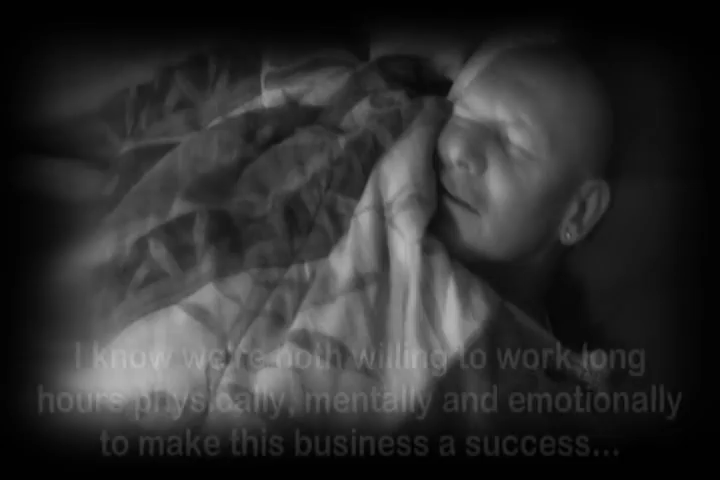 I know we're both willing to work long
hours physically, mentally and emotionally
to make this business a success...